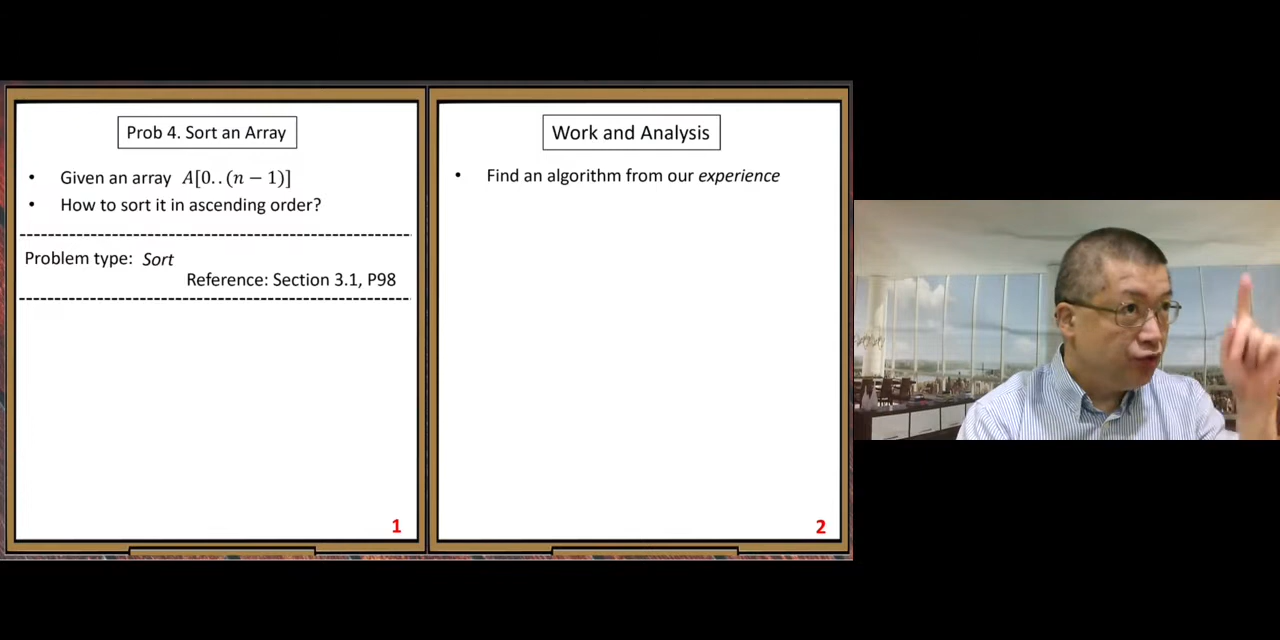 Prob 4. Sort an Array
• Given an array A[0..(n − 1)]
• How to sort it in ascending order?
Problem type: Sort
Reference: Section 3.1, P98
1
Work and Analysis
• Find an algorithm from our experience
2